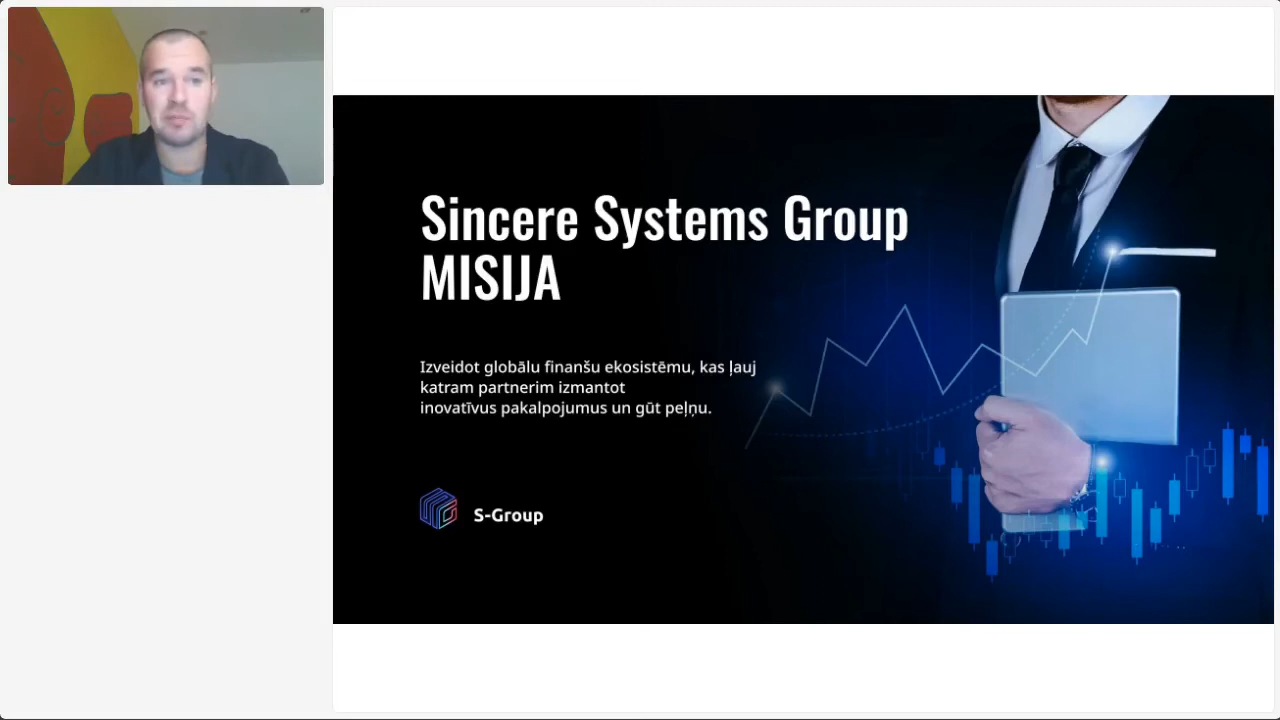 Sincere Systems Group
MISIJA
Izveidot globālu finanšu ekosistēmu, kas ļauj
katram partnerim izmantot
inovatīvus pakalpojumus un gūt peļņu.
S-Group